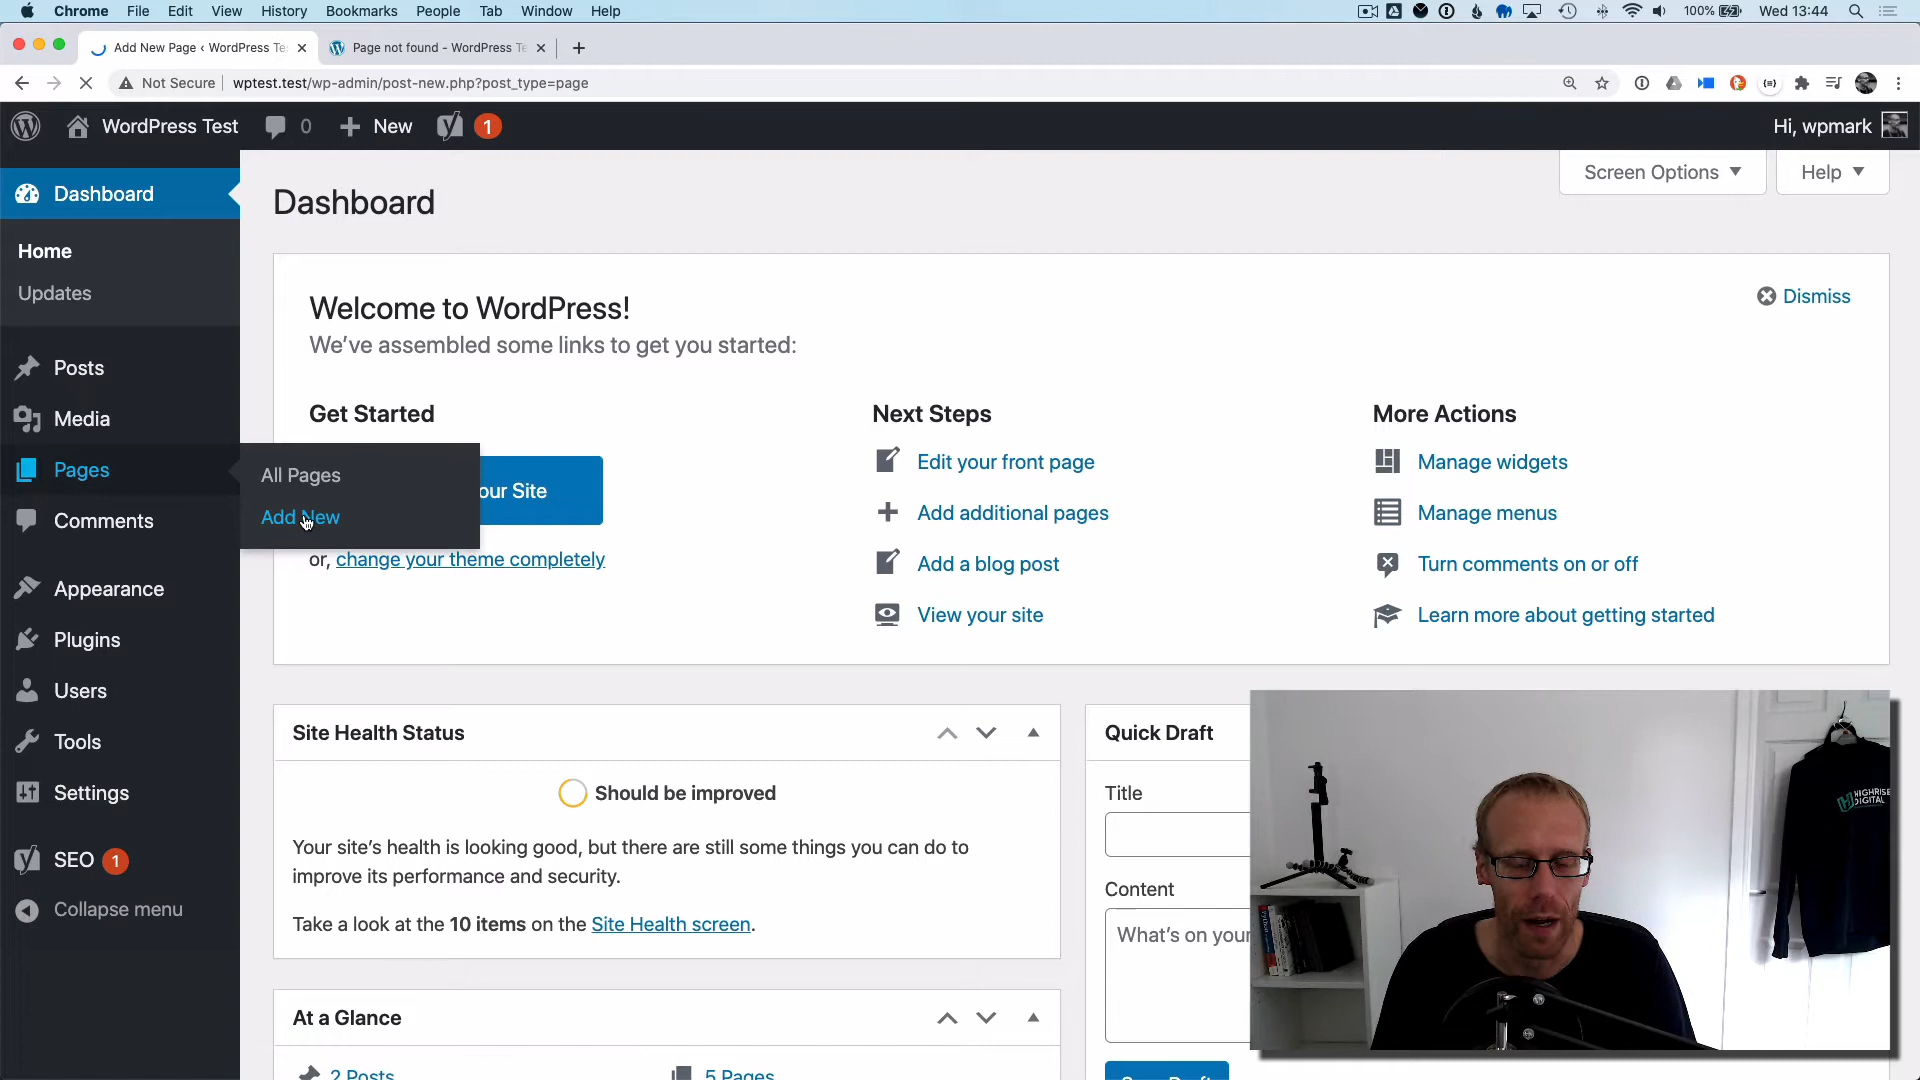 Chrome File Edit View History Bookmarks People Tab Window Help 100% Wed 13:44
Add New Page ‹ WordPress Te Page not found - WordPress Te
Not Secure wptest.test/wp-admin/post-new.php?post_type=page
WordPress Test 0 New 1 Hi, wpmark
Screen Options Help
Dashboard
Home
Updates
Posts
Media
Pages
Comments
Appearance
Plugins
Users
Tools
Settings
SEO 1
Collapse menu
All Pages
Add New
Dashboard
Welcome to WordPress!
We've assembled some links to get you started:
Dismiss
Get Started
our Site
or, change your theme completely
Next Steps
Edit your front page
Add additional pages
Add a blog post
View your site
More Actions
Manage widgets
Manage menus
Turn comments on or off
Learn more about getting started
Site Health Status
Should be improved
Your site's health is looking good, but there are still some things you can do to
improve its performance and security.
Take a look at the 10 items on the Site Health screen.
At a Glance
2 Posts 5 Pages
Quick Draft
Title
Content
What's on your
HIGHRISE
DIGITAL